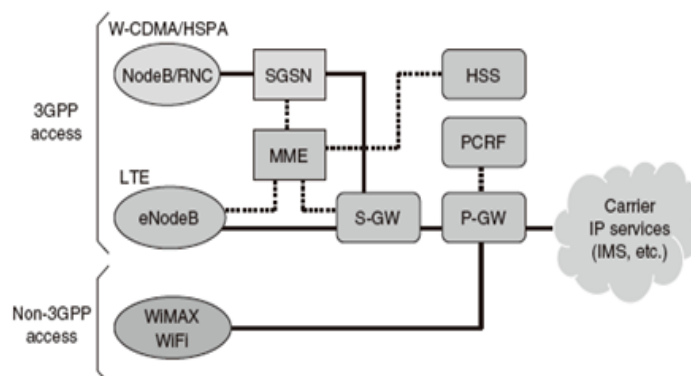 W-CDMA/HSPA
NodeB/RNC
SGSN
HSS
3GPP
access
MME
PCRF
LTE
eNodeB
S-GW
P-GW
Carrier
IP services
(IMS, etc.)
Non-3GPP
access
WiMAX
WiFi